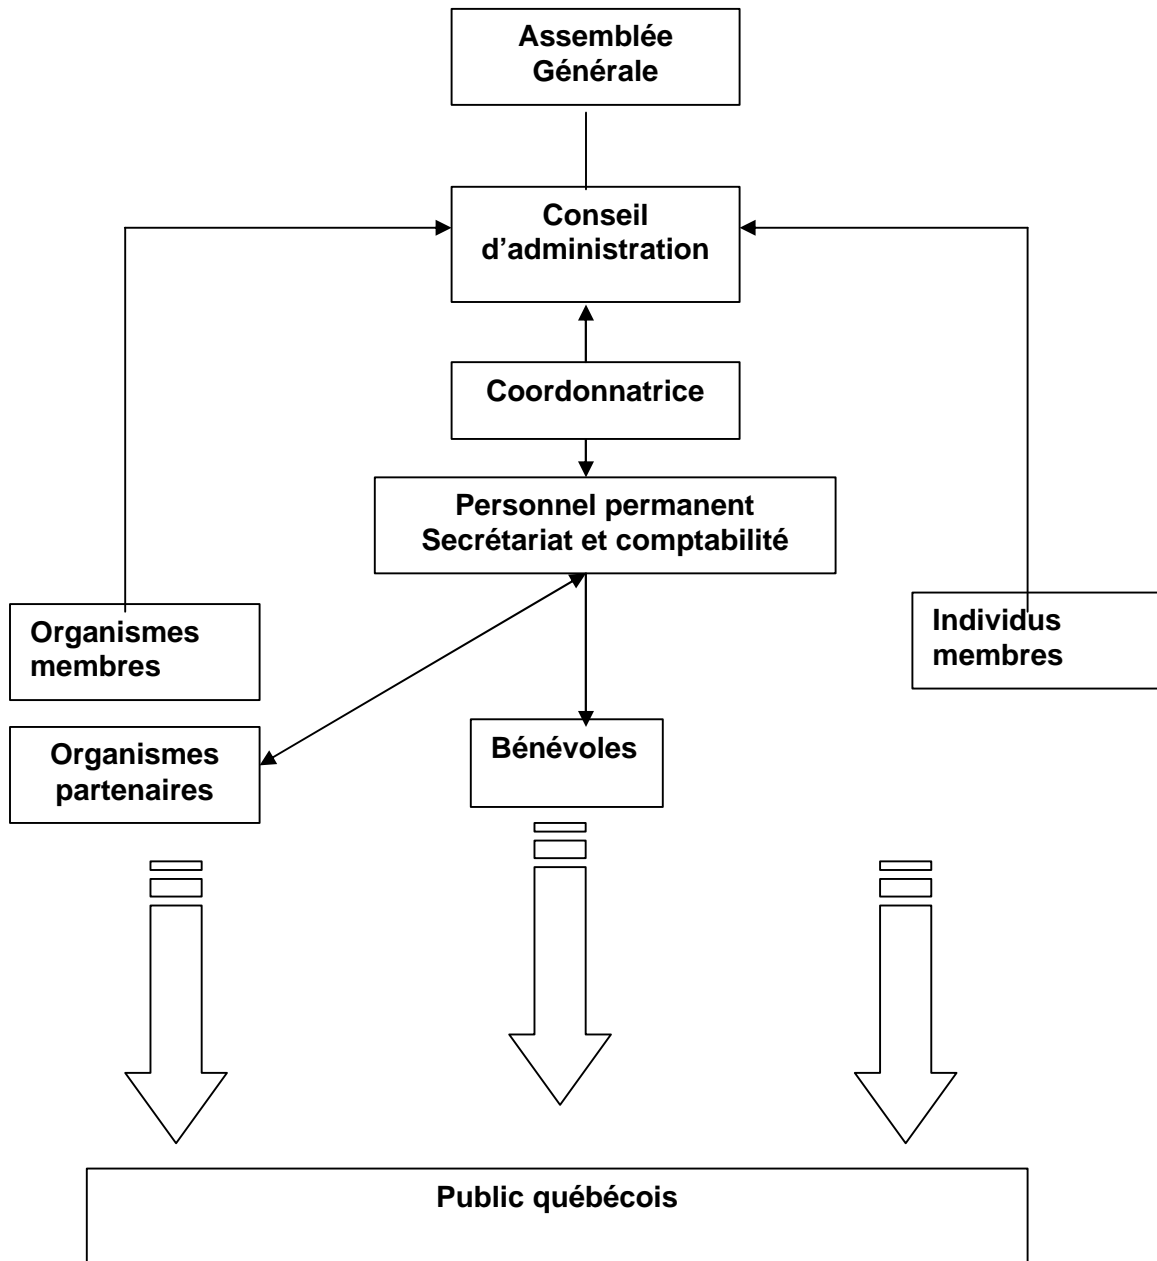 Assemblée
Générale
Conseil
d’administration
Coordonnatrice
Personnel permanent
Secrétariat et comptabilité
Organismes
membres
Individus
membres
Organismes
partenaires
Bénévoles
Public québécois